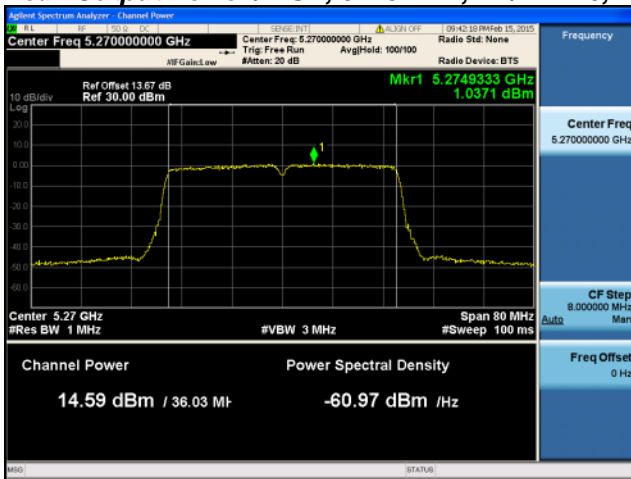 Agilent Spectrum Analyzer - Channel Power
RL RF 50 Ω DC SENSE:INT ALIGN OFF 09:42:18 PM Feb 15, 2015
Center Freq 5.270000000 GHz
Center Freq: 5.270000000 GHz
Radio Std: None
Trig: Free Run Avg|Hold: 100/100
#IFGain:Low #Atten: 20 dB Radio Device: BTS
Frequency
Ref Offset 13.67 dB
Mkr1 5.2749333 GHz
10 dB/div Ref 30.00 dBm 1.0371 dBm
Log
20.0
10.0
0.00
-10.0
-20.0
-30.0
-40.0
-50.0
-60.0
1
Center 5.27 GHz Span 80 MHz
#Res BW 1 MHz #VBW 3 MHz #Sweep 100 ms
Channel Power
Power Spectral Density
14.59 dBm / 36.03 MH
-60.97 dBm /Hz
Center Freq
5.270000000 GHz
CF Step
8.000000 MHz
Auto Man
Freq Offset
0 Hz
MSG STATUS